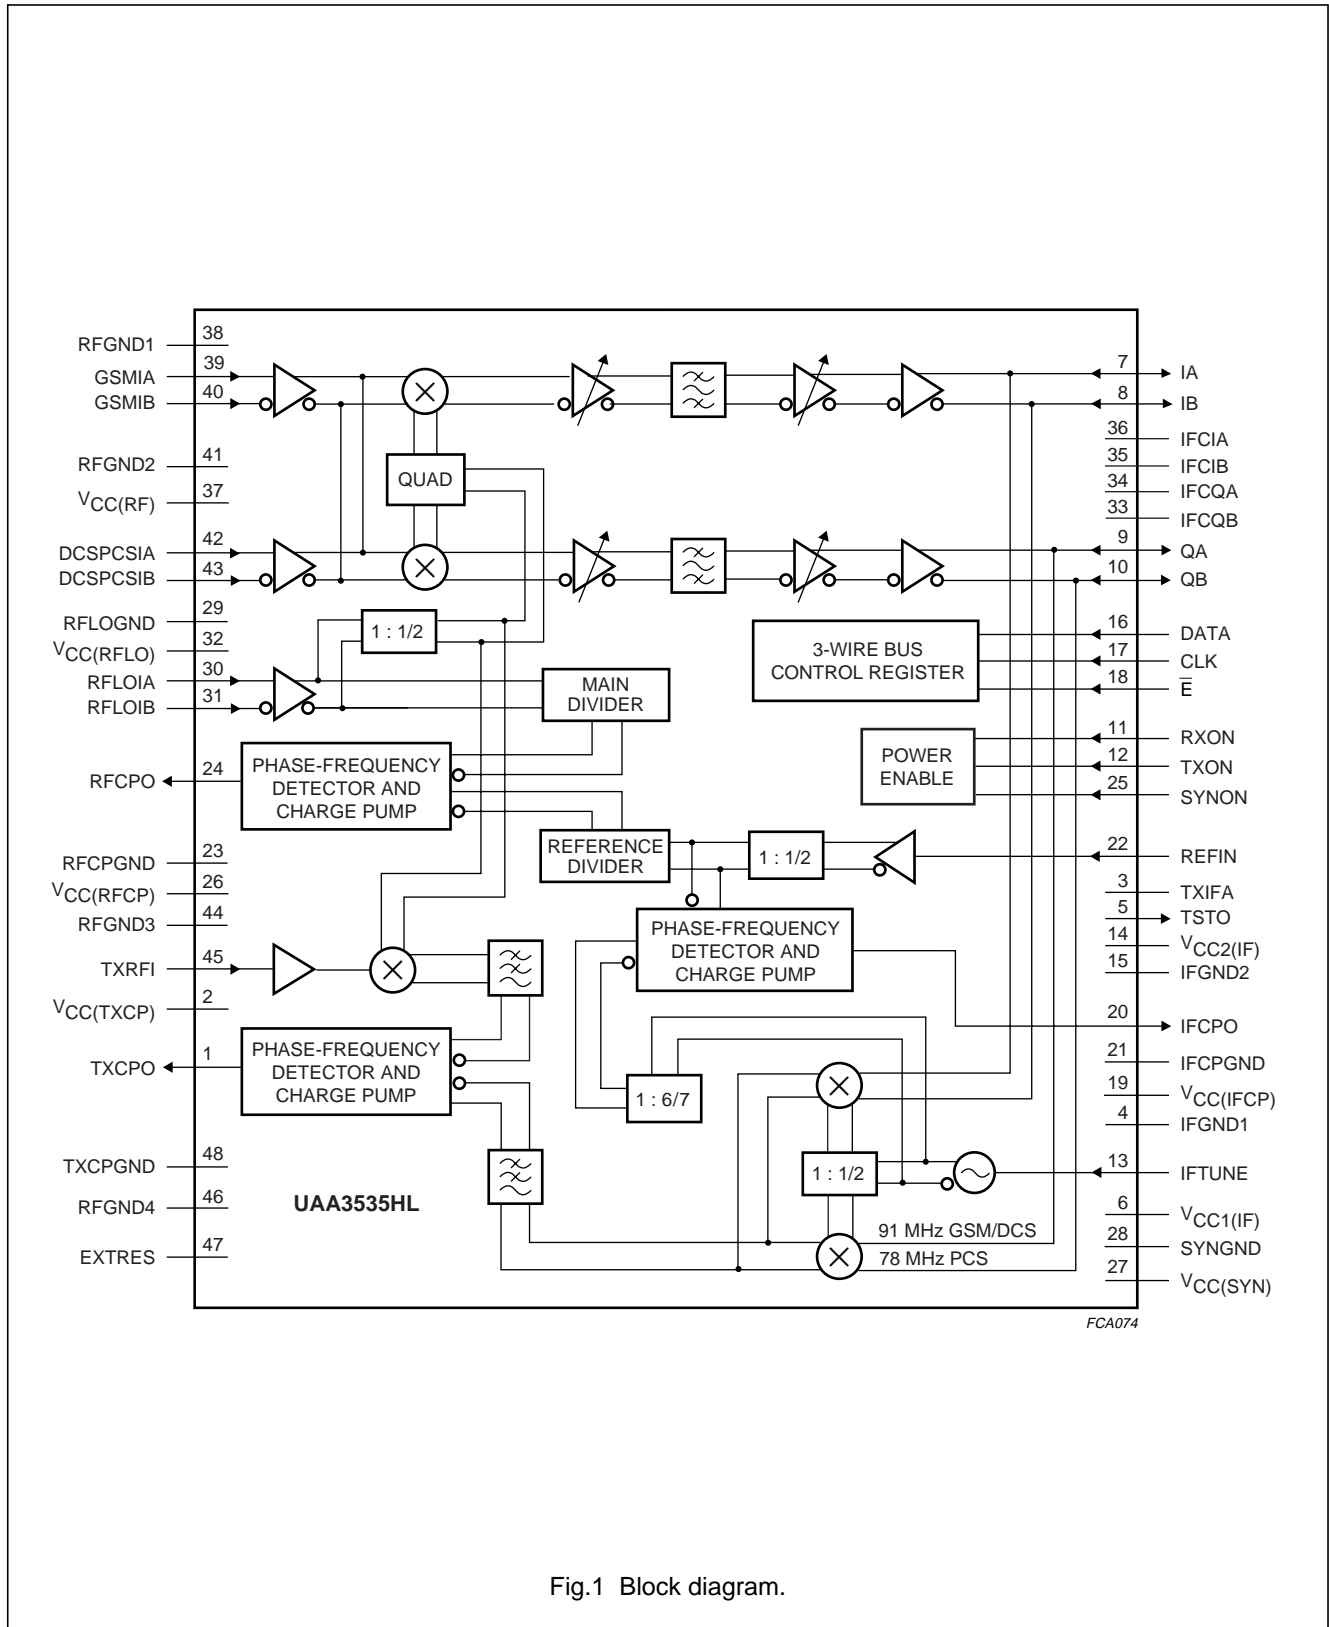 RFGND1 38
GSMIA 39
GSMIB 40
RFGND2 41
VCC(RF) 37
DCSPCSIA 42
DCSPCSIB 43
RFLOGND 29
VCC(RFLO) 32
RFLOIA 30
RFLOIB 31
RFCPO 24
RFCPGND 23
VCC(RFCP) 26
RFGND3 44
TXRFI 45
VCC(TXCP) 2
TXCPO 1
TXCPGND 48
RFGND4 46
EXTRES 47
QUAD
1 : 1/2
MAIN
DIVIDER
PHASE-FREQUENCY
DETECTOR AND
CHARGE PUMP
REFERENCE
DIVIDER
1 : 1/2
PHASE-FREQUENCY
DETECTOR AND
CHARGE PUMP
PHASE-FREQUENCY
DETECTOR AND
CHARGE PUMP
1 : 6/7
1 : 1/2
91 MHz GSM/DCS
78 MHz PCS
UAA3535HL
3-WIRE BUS
CONTROL REGISTER
POWER
ENABLE
7 IA
8 IB
36 IFCIA
35 IFCIB
34 IFCQA
33 IFCQB
9 QA
10 QB
16 DATA
17 CLK
18 E̅
11 RXON
12 TXON
25 SYNON
22 REFIN
3 TXIFA
5 TSTO
14 VCC2(IF)
15 IFGND2
20 IFCPO
21 IFCPGND
19 VCC(IFCP)
4 IFGND1
13 IFTUNE
6 VCC1(IF)
28 SYNGND
27 VCC(SYN)
FCA074
Fig.1 Block diagram.